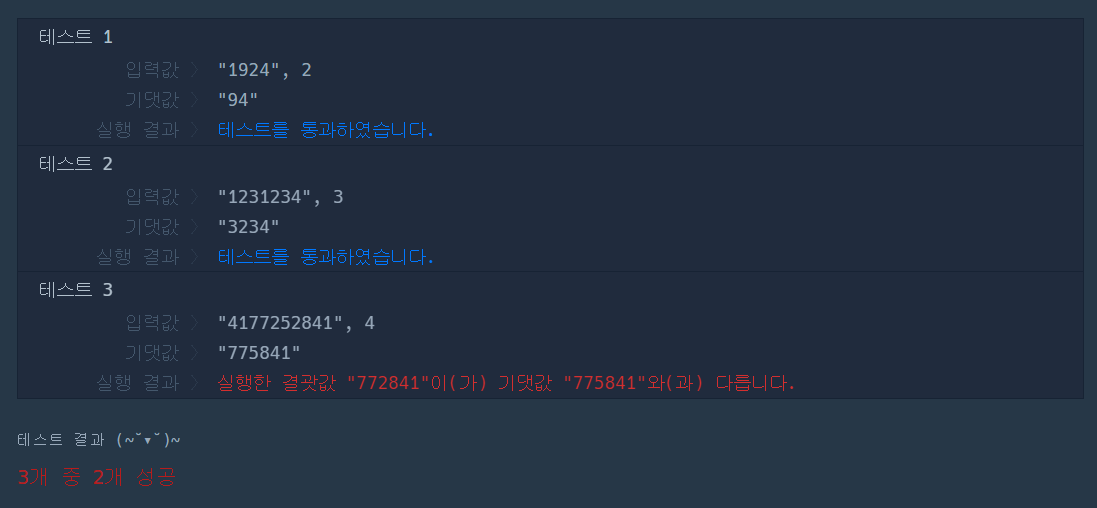 테스트 1
입력값 > "1924", 2
기댓값 > "94"
실행 결과 > 테스트를 통과하였습니다.
테스트 2
입력값 > "1231234", 3
기댓값 > "3234"
실행 결과 > 테스트를 통과하였습니다.
테스트 3
입력값 > "4177252841", 4
기댓값 > "775841"
실행 결과 > 실행한 결괏값 "772841"이(가) 기댓값 "775841"와(과) 다릅니다.
테스트 결과 (~˘▾˘)~
3개 중 2개 성공